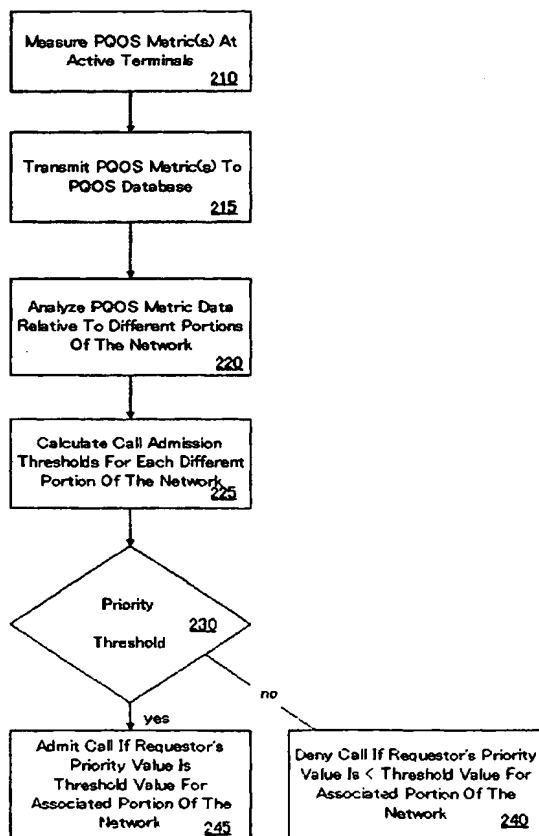 Measure PQOS Metric(s) At
Active Terminals
210
Transmit PQOS Metric(s) To
PQOS Database
215
Analyze PQOS Metric Data
Relative To Different Portions
Of The Network
220
Calculate Call Admission
Thresholds For Each Different
Portion Of The Network
225
Priority
230
Threshold
no
yes
Admit Call If Requestor's
Priority Value Is
Threshold Value For
Associated Portion Of The
Network
245
Deny Call If Requestor's Priority
Value Is < Threshold Value For
Associated Portion Of The
Network
240